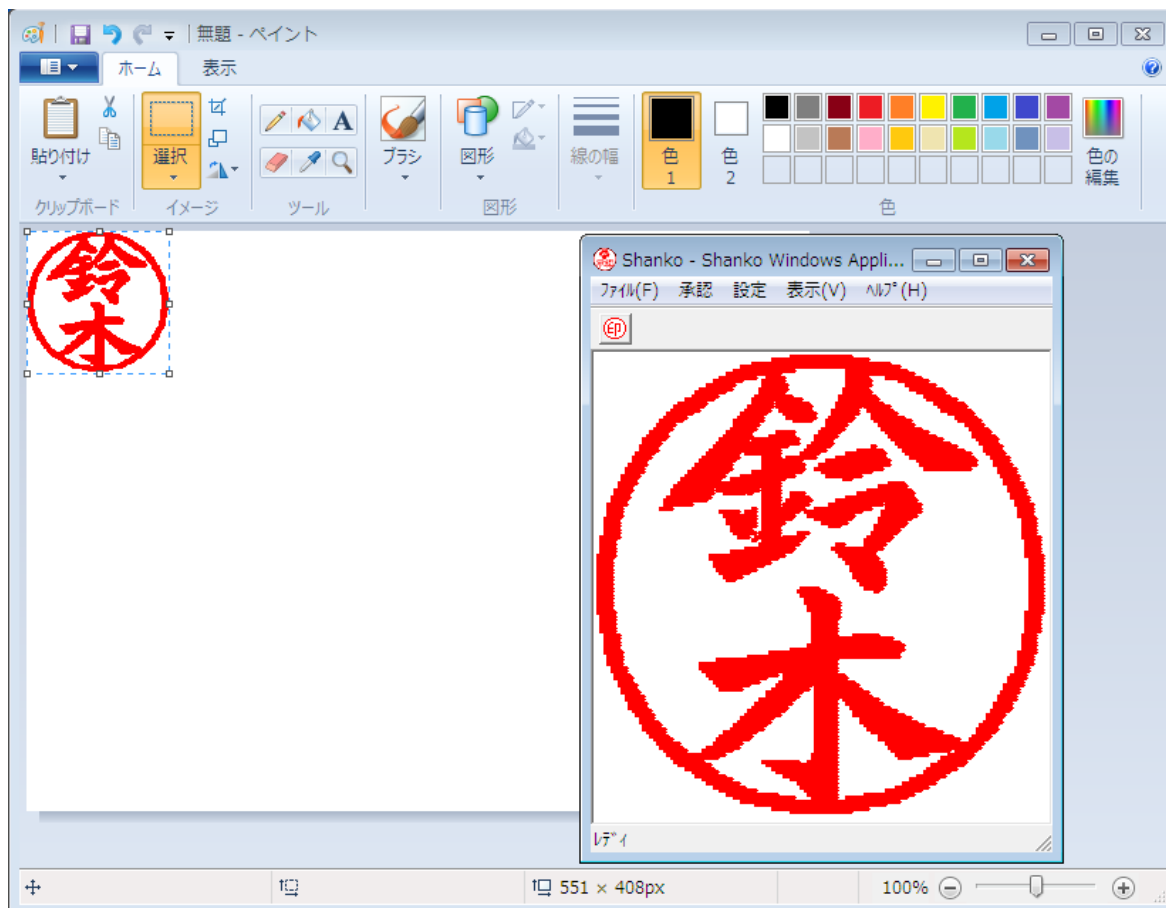 無題 - ペイント
ホーム 表示
貼り付け
選択
A
ブラシ
図形
線の幅
色
1
色
2
色の
編集
クリップボード
イメージ
ツール
図形
色
鈴
木
Shanko - Shanko Windows Appli...
ファイル(F) 承認 設定 表示(V) ヘルプ(H)
印
鈴
木
レディ
551 × 408px
100%